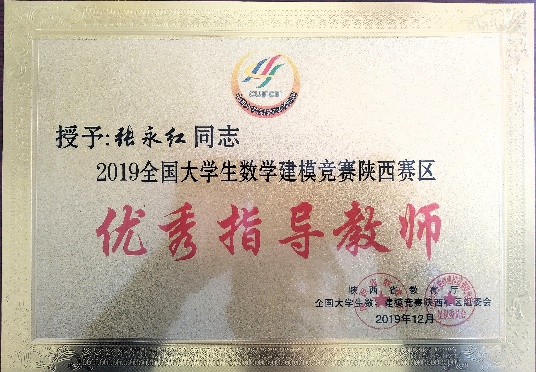 授予:张永红同志
2019全国大学生数学建模竞赛陕西赛区
优秀指导教师
陕西省教育厅
全国大学生数学建模竞赛陕西赛区组委会
2019年12月